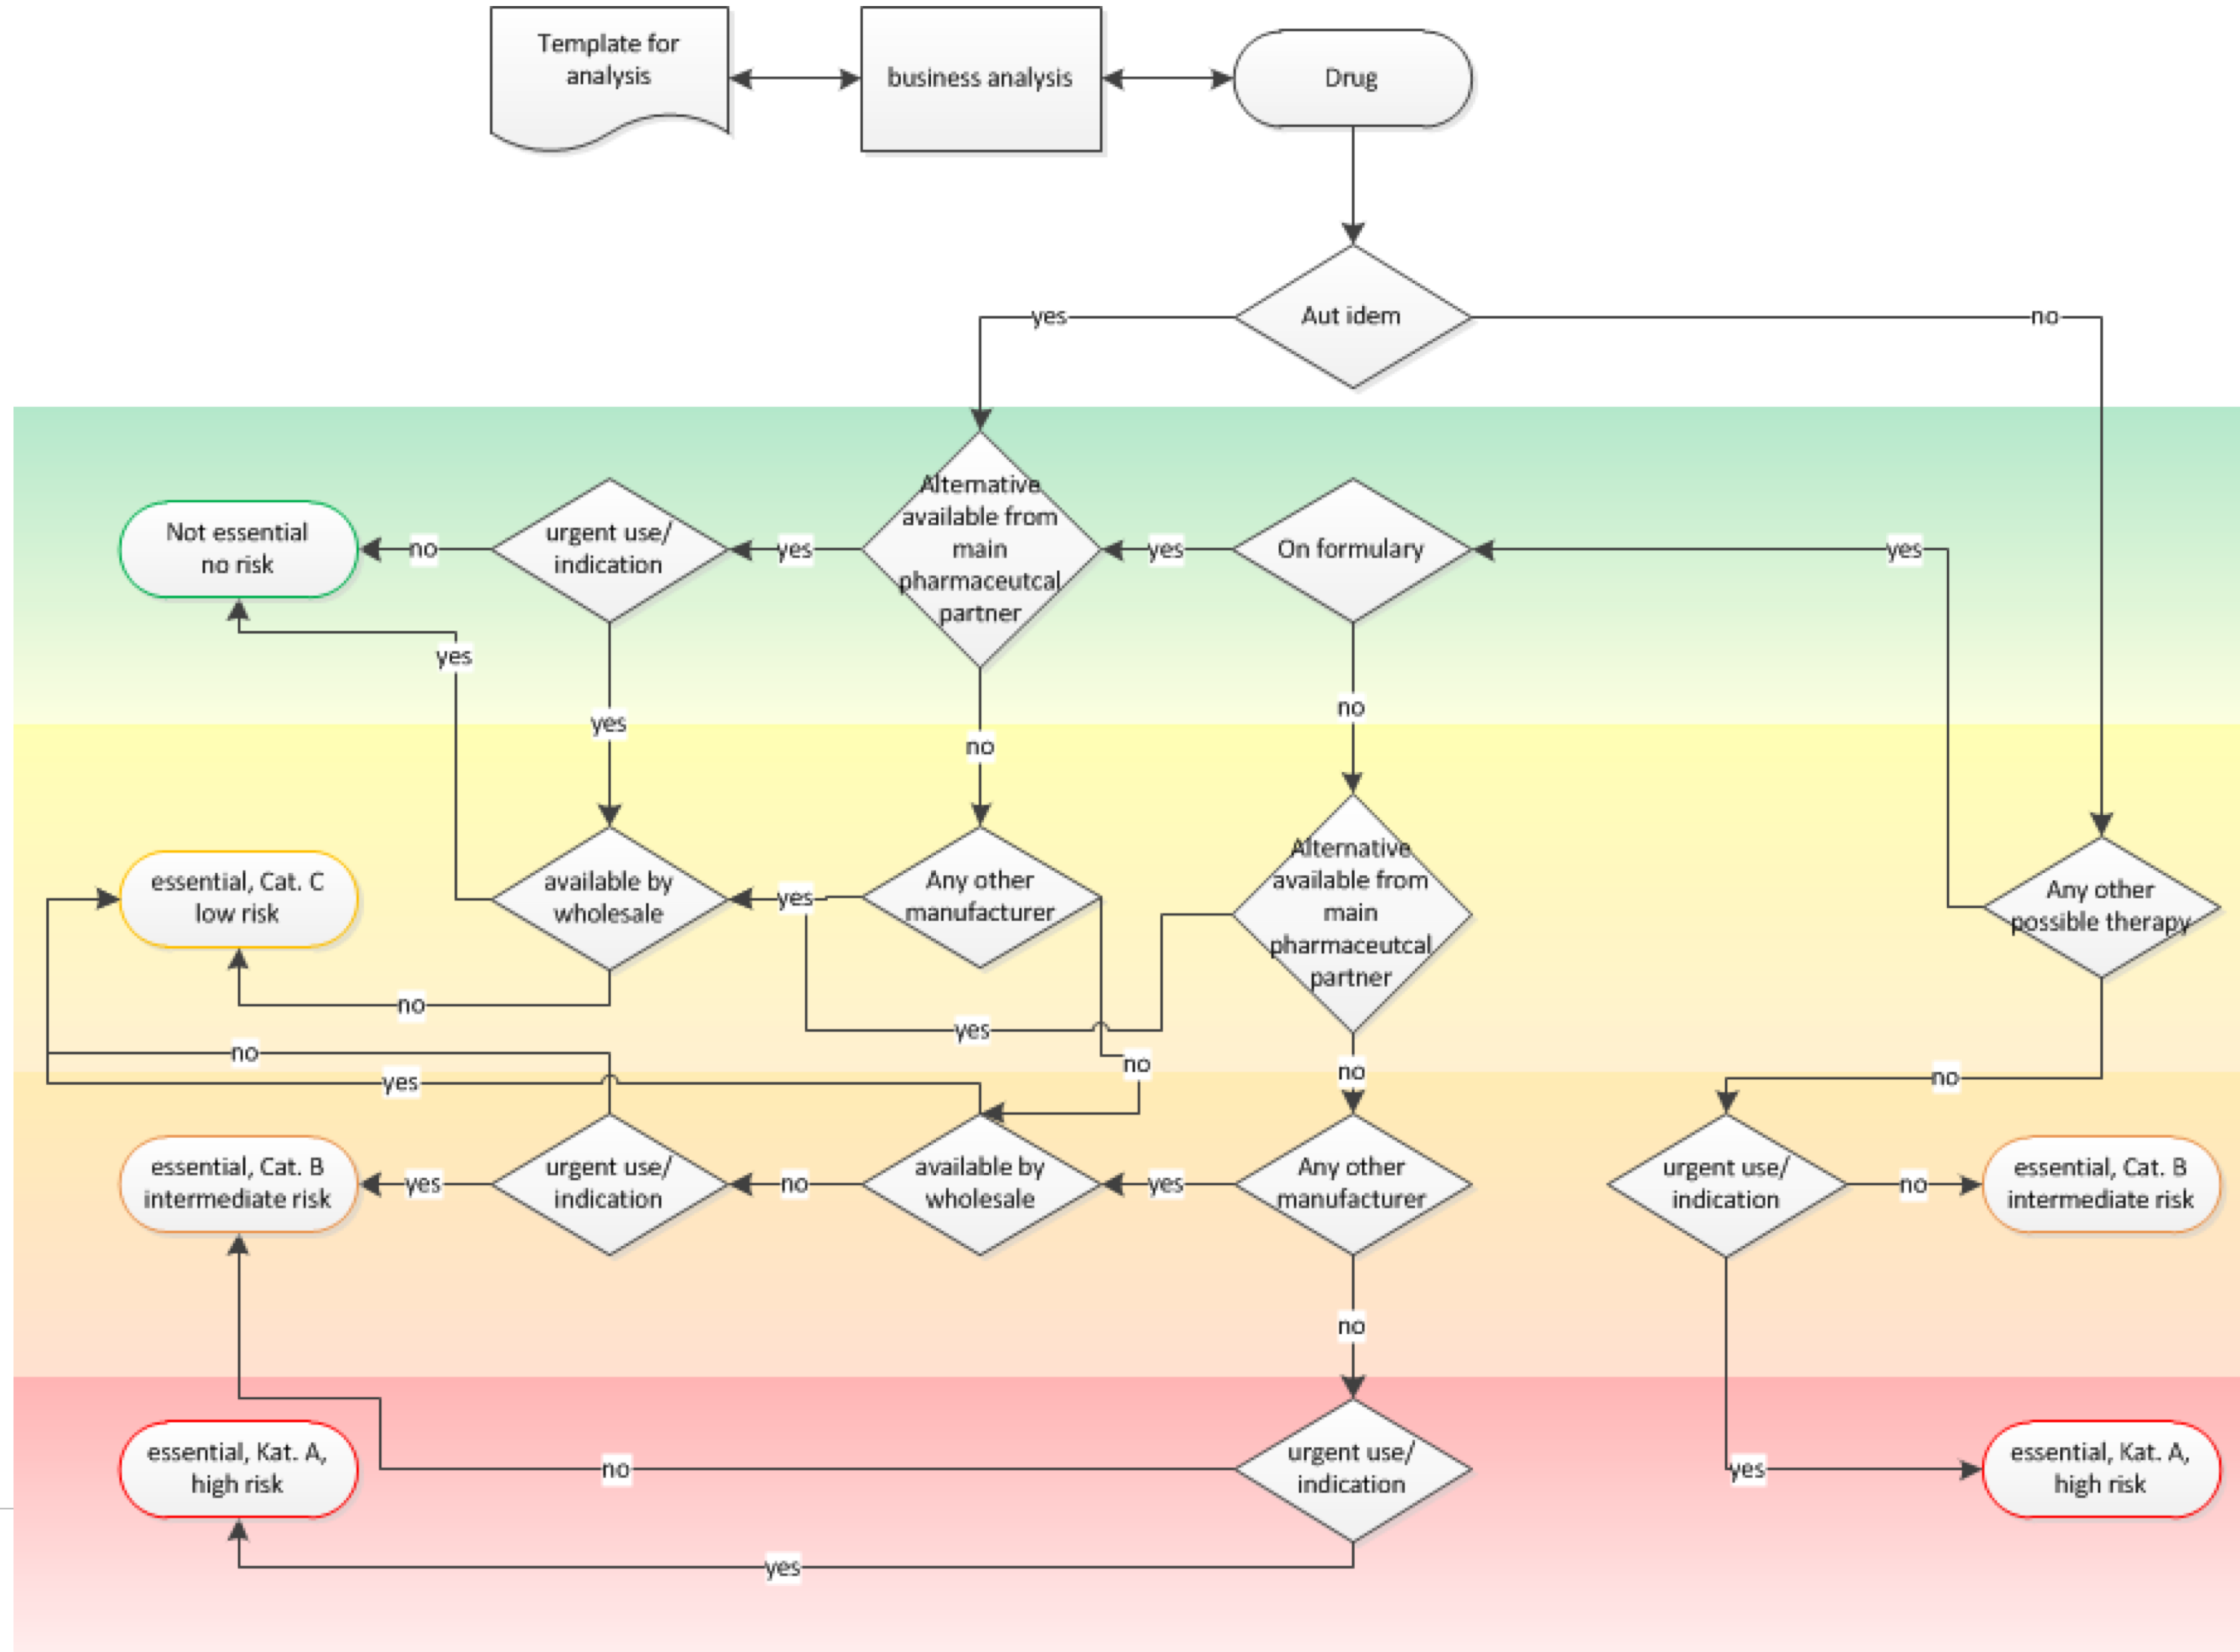 Template for
analysis
business analysis
Drug
Aut idem
yes
no
Alternative
available from
main
pharmaceutcal
partner
urgent use/
indication
On formulary
Not essential
no risk
no
yes
yes
yes
yes
yes
no
no
Alternative
available from
main
pharmaceutcal
partner
essential, Cat. C
low risk
available by
wholesale
yes
Any other
manufacturer
Any other
possible therapy
no
yes
no
no
no
yes
no
essential, Cat. B
intermediate risk
yes
urgent use/
indication
no
available by
wholesale
yes
Any other
manufacturer
urgent use/
indication
no
essential, Cat. B
intermediate risk
no
essential, Kat. A,
high risk
no
urgent use/
indication
yes
essential, Kat. A,
high risk
yes